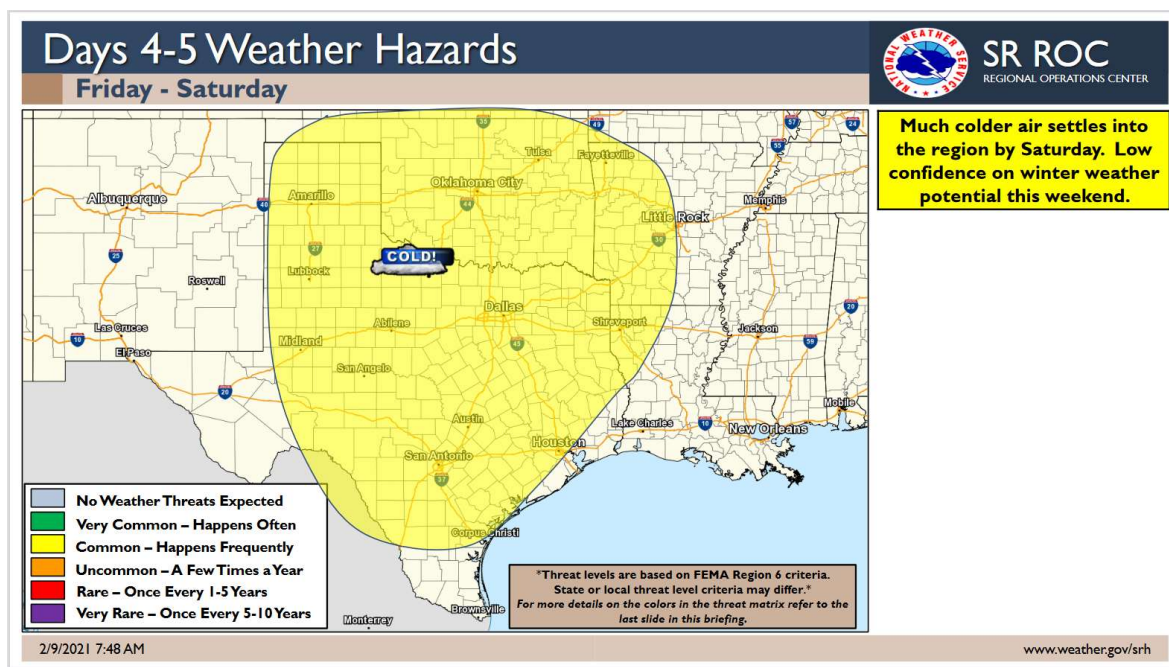 Days 4-5 Weather Hazards
Friday - Saturday
NATIONAL WEATHER SERVICE
SR ROC
REGIONAL OPERATIONS CENTER
Much colder air settles into
the region by Saturday. Low
confidence on winter weather
potential this weekend.
35
49
57
24
55
Tulsa
Fayetteville
Amarillo
Oklahoma City
Albuquerque
40
44
Memphis
Little Rock
30
27
25
COLD!
Lubbock
Roswell
Dallas
20
Las Cruces
Abilene
Shreveport
Jackson
10
Midland
45
59
El Paso
San Angelo
20
Austin
Mobile
Lake Charles
10
New Orleans
Houston
San Antonio
37
Corpus Christi
Brownsville
Monterrey
No Weather Threats Expected
Very Common – Happens Often
Common – Happens Frequently
Uncommon – A Few Times a Year
Rare – Once Every 1-5 Years
Very Rare – Once Every 5-10 Years
*Threat levels are based on FEMA Region 6 criteria.
State or local threat level criteria may differ.*
For more details on the colors in the threat matrix refer to the
last slide in this briefing.
2/9/2021 7:48 AM
www.weather.gov/srh